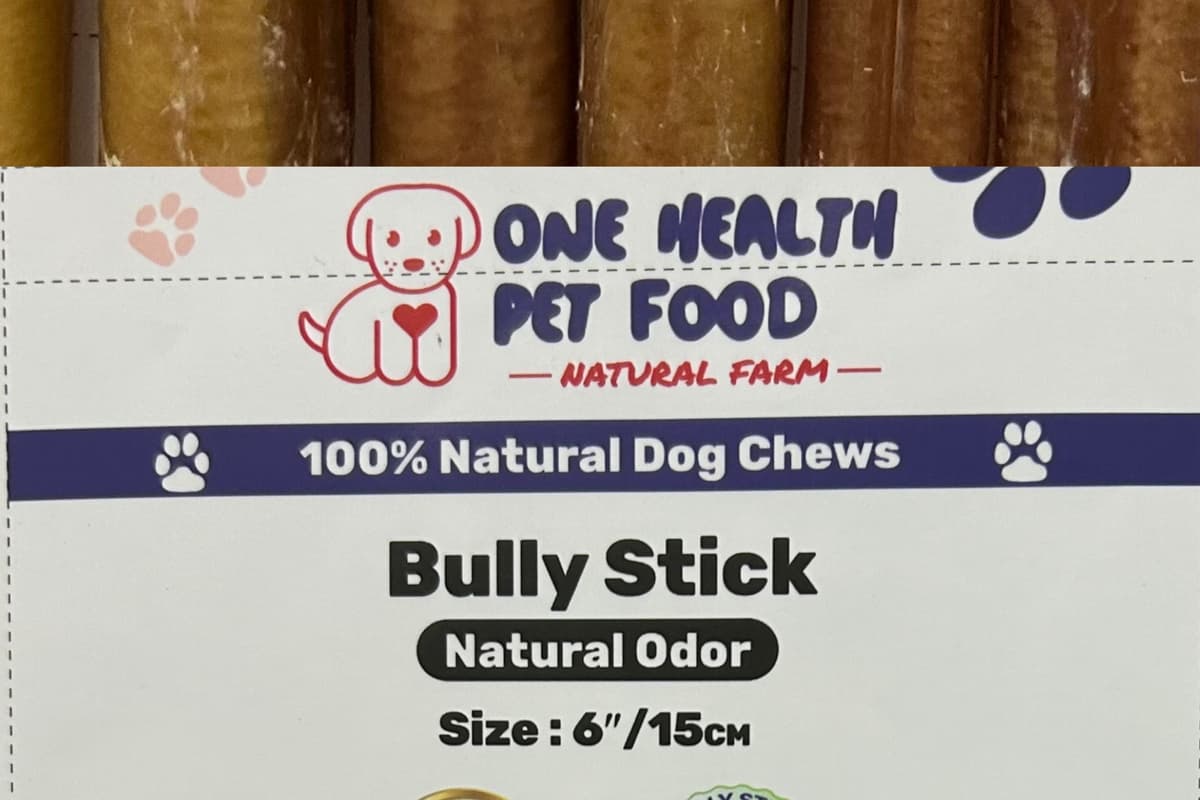 ONE HEALTH
PET FOOD
— NATURAL FARM —
100% Natural Dog Chews
Bully Stick
Natural Odor
Size : 6"/15CM